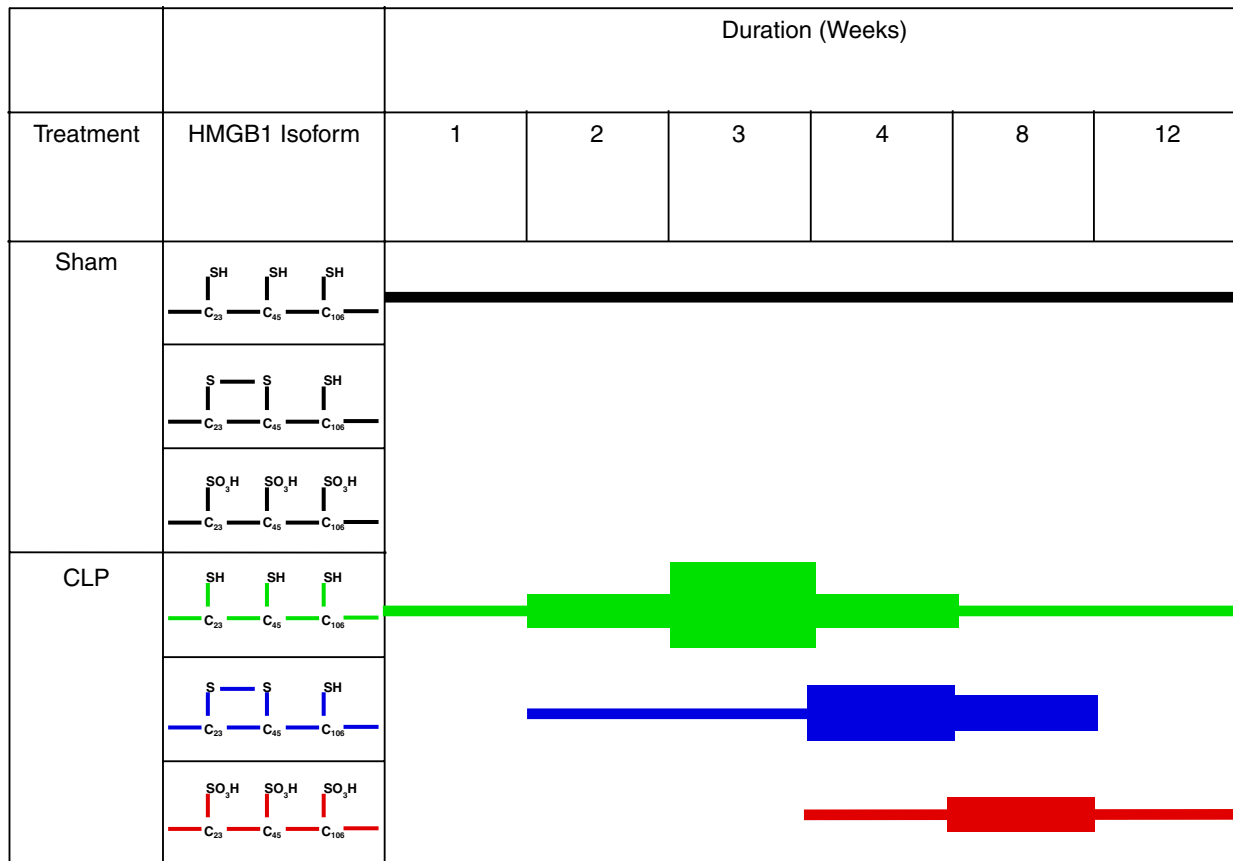 Duration (Weeks)
Treatment HMGB1 Isoform 1 2 3 4 8 12
Sham
SH SH SH
C₂₃ C₄₅ C₁₀₆
S S SH
C₂₃ C₄₅ C₁₀₆
SO₃H SO₃H SO₃H
C₂₃ C₄₅ C₁₀₆
CLP
SH SH SH
C₂₃ C₄₅ C₁₀₆
S S SH
C₂₃ C₄₅ C₁₀₆
SO₃H SO₃H SO₃H
C₂₃ C₄₅ C₁₀₆